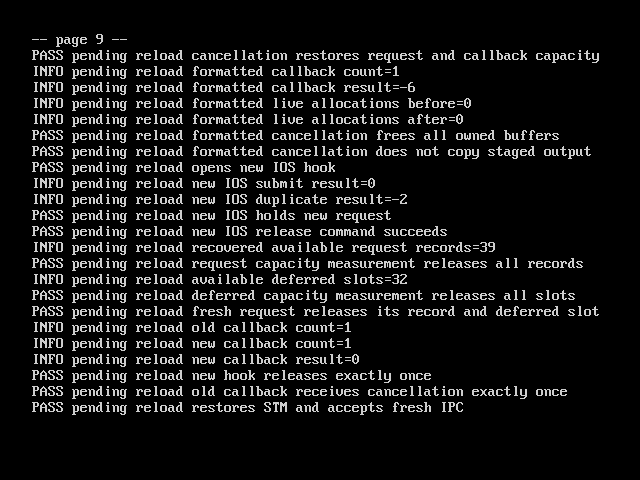 -- page 9 --
PASS pending reload cancellation restores request and callback capacity
INFO pending reload formatted callback count=1
INFO pending reload formatted callback result=-6
INFO pending reload formatted live allocations before=0
INFO pending reload formatted live allocations after=0
PASS pending reload formatted cancellation frees all owned buffers
PASS pending reload formatted cancellation does not copy staged output
PASS pending reload opens new IOS hook
INFO pending reload new IOS submit result=0
INFO pending reload new IOS duplicate result=-2
PASS pending reload new IOS holds new request
PASS pending reload new IOS release command succeeds
INFO pending reload recovered available request records=39
PASS pending reload request capacity measurement releases all records
INFO pending reload available deferred slots=32
PASS pending reload deferred capacity measurement releases all slots
PASS pending reload fresh request releases its record and deferred slot
INFO pending reload old callback count=1
INFO pending reload new callback count=1
INFO pending reload new callback result=0
PASS pending reload new hook releases exactly once
PASS pending reload old callback receives cancellation exactly once
PASS pending reload restores STM and accepts fresh IPC